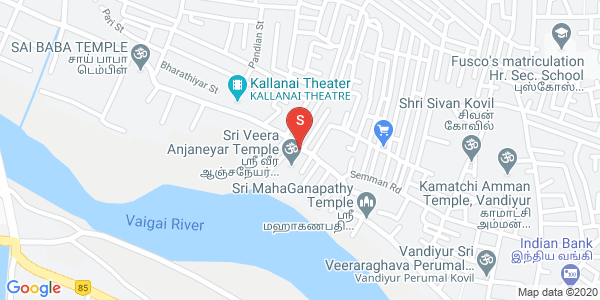 Pari St
Pandian St
SAI BABA TEMPLE
சாய் பாபா
டெம்பிள்
Bharathiyar St
Kallanai Theater
KALLANAI THEATRE
Fusco's matriculation
Hr. Sec. School
புஸ்கோஸ்...
Shri Sivan Kovil
சிவன்
கோவில்
S
Sri Veera
Anjaneyar Temple
ஸ்ரீ வீர
ஆஞ்சநேயர்...
Semman Rd
Sri MahaGanapathy
Temple
ஸ்ரீ
மஹாகணபதி...
Kamatchi Amman
Temple, Vandiyur
காமாட்சி
அம்மன்...
Vaigai River
Vandiyur Sri
Veeraraghava Perumal...
Vandiyur Perumal Kovil
Indian Bank
இந்தியன் வங்கி
85
Google
Map data ©2020